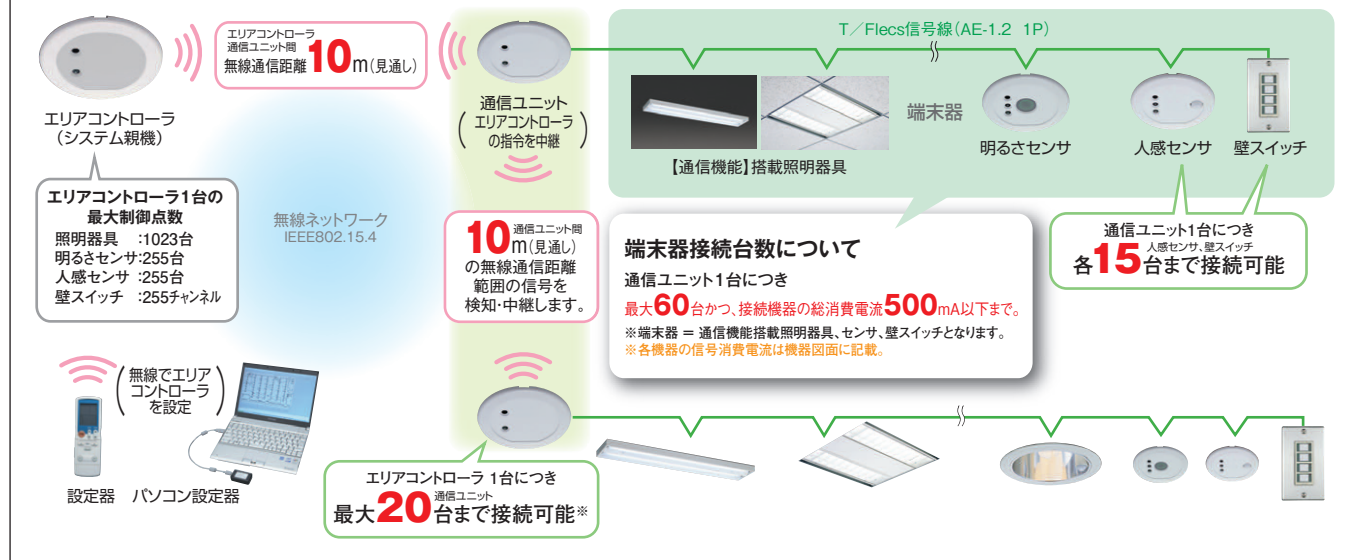 エリアコントローラ
通信ユニット間
無線通信距離10m(見通し)
T／Flecs信号線(AE-1.2 1P)
エリアコントローラ
(システム親機)
通信ユニット
(エリアコントローラ
の指令を中継)
端末器
【通信機能】搭載照明器具
明るさセンサ
人感センサ
壁スイッチ
エリアコントローラ1台の
最大制御点数
照明器具 :1023台
明るさセンサ:255台
人感センサ :255台
壁スイッチ :255チャンネル
無線ネットワーク
IEEE802.15.4
通信ユニット間
10m(見通し)
の無線通信距離
範囲の信号を
検知・中継します。
端末器接続台数について
通信ユニット1台につき
最大60台かつ、接続機器の総消費電流500mA以下まで。
※端末器 ＝ 通信機能搭載照明器具、センサ、壁スイッチとなります。
※各機器の信号消費電流は機器図面に記載。
通信ユニット1台につき
人感センサ、壁スイッチ
各15台まで接続可能
(無線でエリア
コントローラ
を設定)
設定器
パソコン設定器
エリアコントローラ 1台につき
通信ユニット
最大20台まで接続可能※